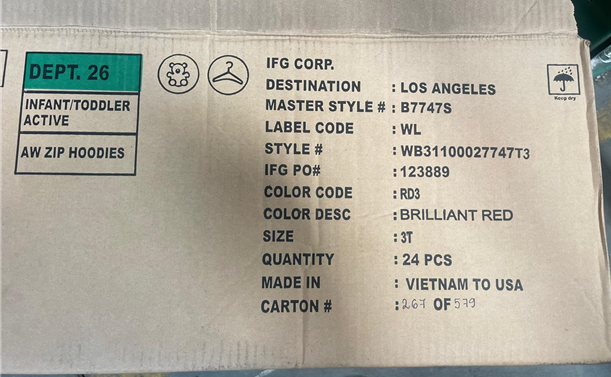 DEPT. 26
INFANT/TODDLER
ACTIVE
AW ZIP HOODIES
IFG CORP.
DESTINATION : LOS ANGELES
MASTER STYLE # : B7747S
LABEL CODE : WL
STYLE # : WB31100027747T3
IFG PO# : 123889
COLOR CODE : RD3
COLOR DESC : BRILLIANT RED
SIZE : 3T
QUANTITY : 24 PCS
MADE IN : VIETNAM TO USA
CARTON # : 267 OF 579
Keep dry